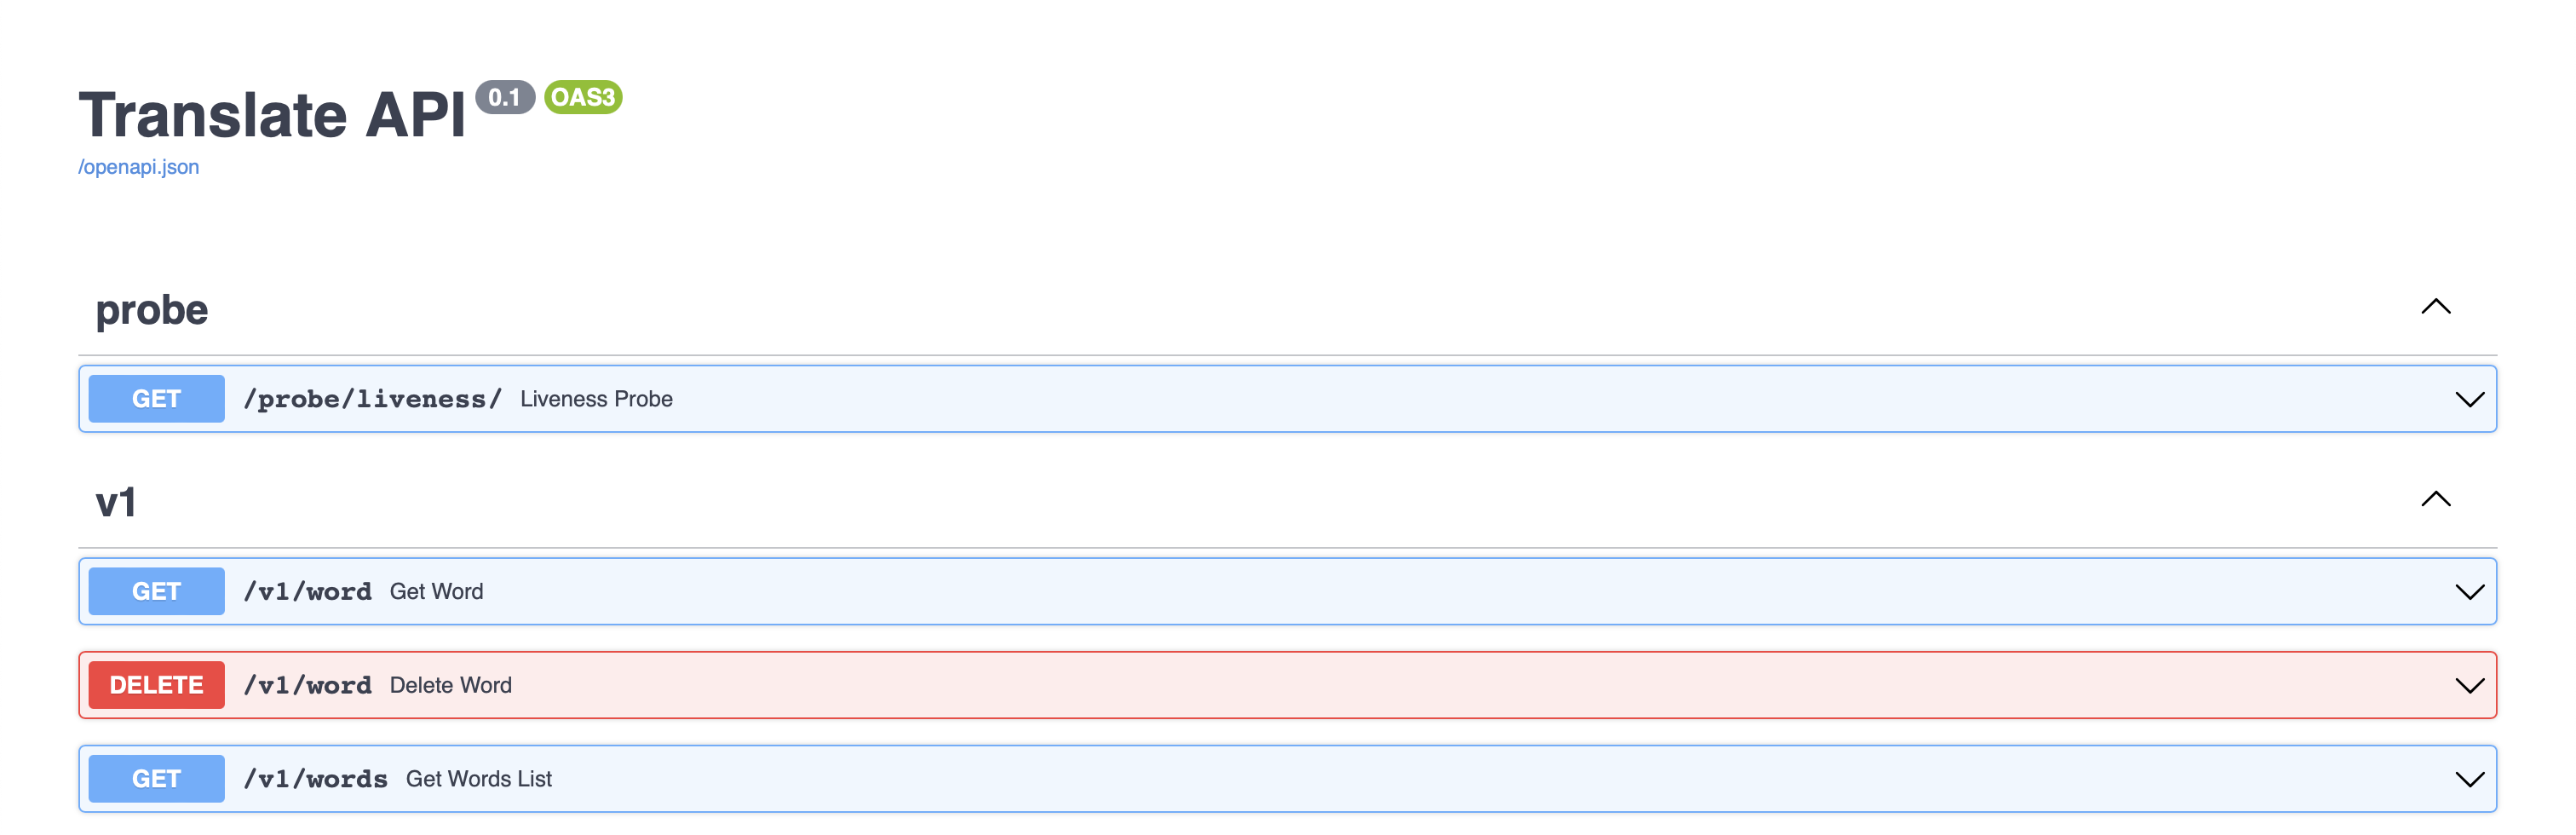 Translate API 0.1 OAS3
/openapi.json
probe
GET /probe/liveness/ Liveness Probe
v1
GET /v1/word Get Word
DELETE /v1/word Delete Word
GET /v1/words Get Words List